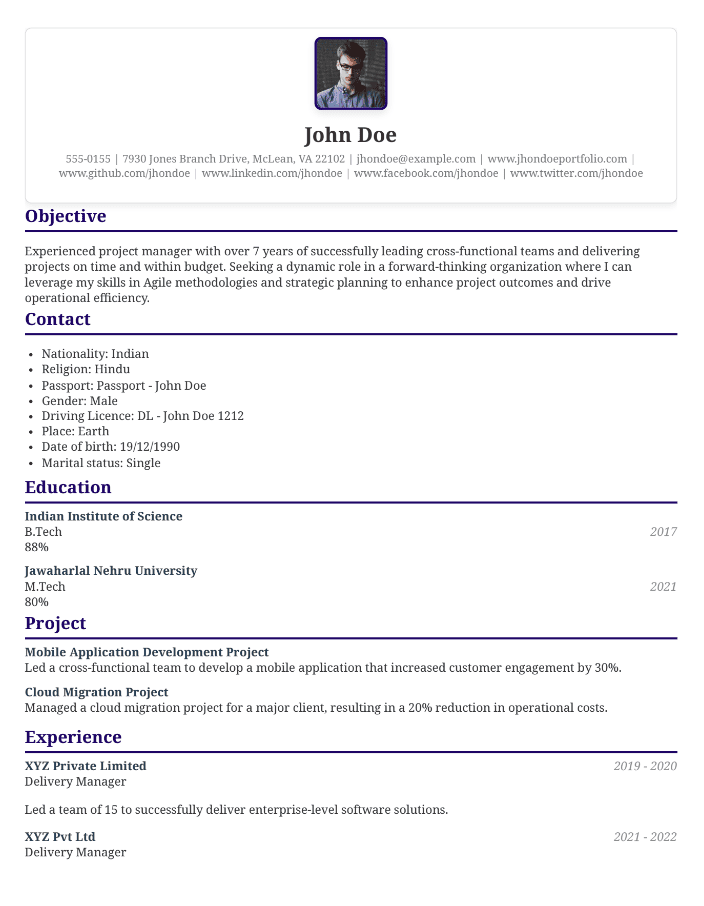 John Doe
555-0155 | 7930 Jones Branch Drive, McLean, VA 22102 | jhondoe@example.com | www.jhondoeportfolio.com |
www.github.com/jhondoe | www.linkedin.com/jhondoe | www.facebook.com/jhondoe | www.twitter.com/jhondoe
Objective
Experienced project manager with over 7 years of successfully leading cross-functional teams and delivering
projects on time and within budget. Seeking a dynamic role in a forward-thinking organization where I can
leverage my skills in Agile methodologies and strategic planning to enhance project outcomes and drive
operational efficiency.
Contact
• Nationality: Indian
• Religion: Hindu
• Passport: Passport - John Doe
• Gender: Male
• Driving Licence: DL - John Doe 1212
• Place: Earth
• Date of birth: 19/12/1990
• Marital status: Single
Education
Indian Institute of Science
B.Tech 2017
88%
Jawaharlal Nehru University
M.Tech 2021
80%
Project
Mobile Application Development Project
Led a cross-functional team to develop a mobile application that increased customer engagement by 30%.
Cloud Migration Project
Managed a cloud migration project for a major client, resulting in a 20% reduction in operational costs.
Experience
XYZ Private Limited 2019 - 2020
Delivery Manager
Led a team of 15 to successfully deliver enterprise-level software solutions.
XYZ Pvt Ltd 2021 - 2022
Delivery Manager